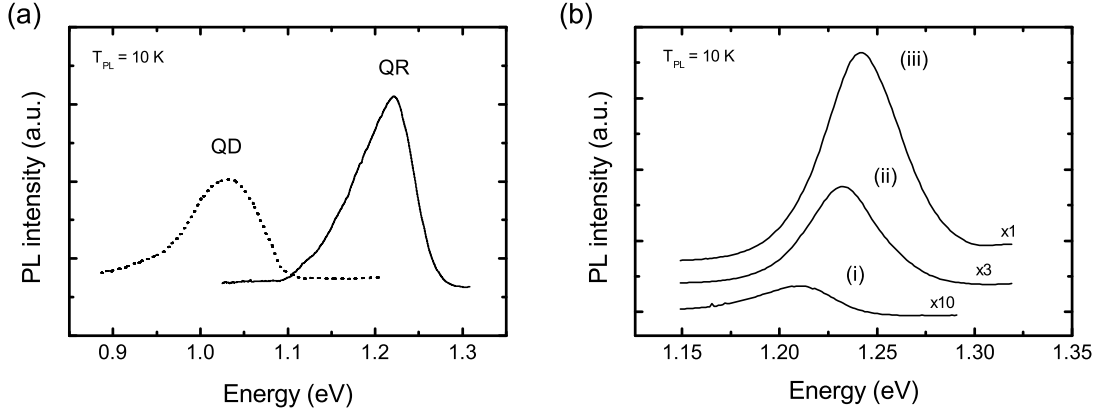 (a)
T_PL = 10 K
QR
QD
PL intensity (a.u.)
0.9 1.0 1.1 1.2 1.3
Energy (eV)
(b)
T_PL = 10 K
(iii)
(ii)
(i)
x1
x3
x10
PL intensity (a.u.)
1.15 1.20 1.25 1.30 1.35
Energy (eV)